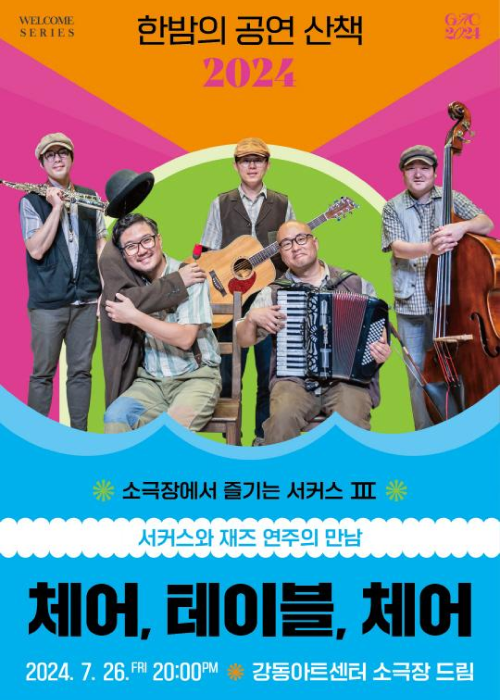 WELCOME
SERIES
한밤의 공연 산책
2024
GAC
2024
소극장에서 즐기는 서커스 III
서커스와 재즈 연주의 만남
체어, 테이블, 체어
2024. 7. 26.FRI 20:00PM ✺ 강동아트센터 소극장 드림